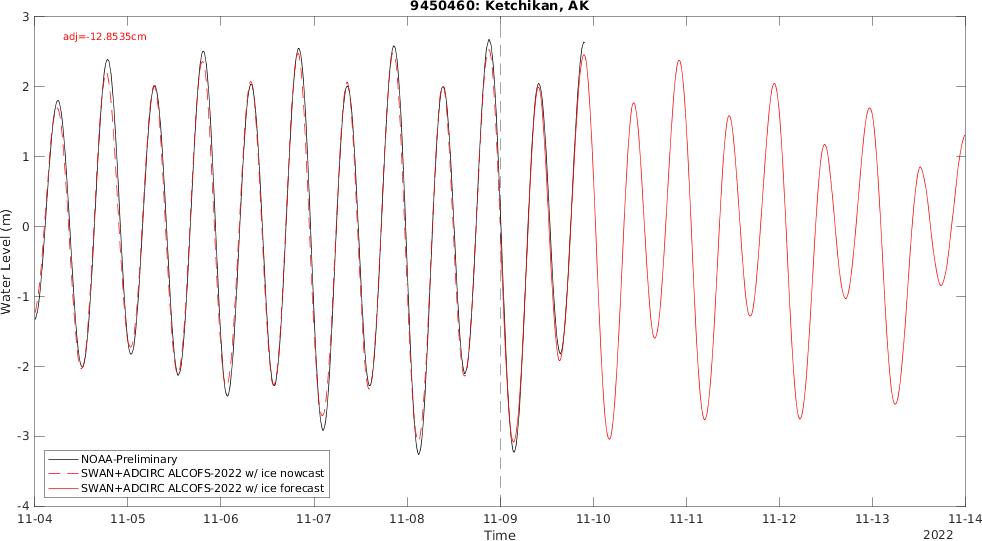 9450460: Ketchikan, AK
adj=-12.8535cm
3
2
1
0
-1
-2
-3
-4
Water Level (m)
NOAA-Preliminary
SWAN+ADCIRC ALCOFS-2022 w/ ice nowcast
SWAN+ADCIRC ALCOFS-2022 w/ ice forecast
11-04 11-05 11-06 11-07 11-08 11-09 11-10 11-11 11-12 11-13 11-14
Time
2022